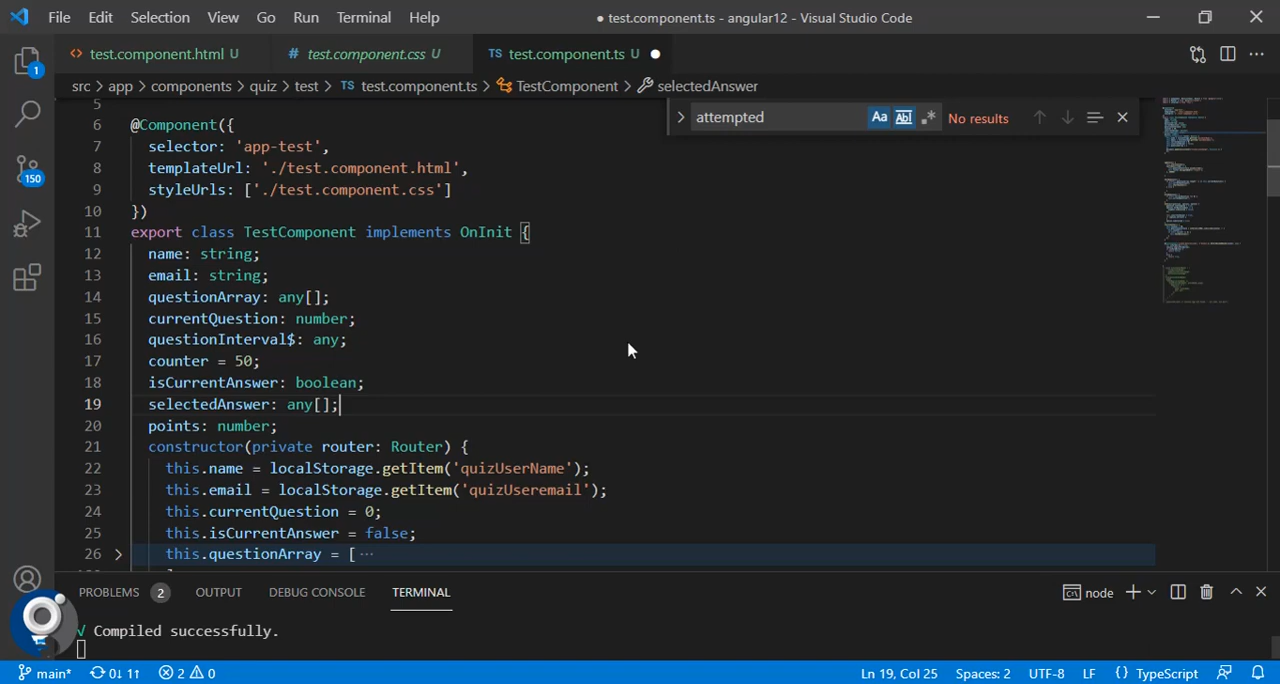 File Edit Selection View Go Run Terminal Help ● test.component.ts - angular12 - Visual Studio Code
<> test.component.html U # test.component.css U TS test.component.ts U ●
src > app > components > quiz > test > TS test.component.ts > TestComponent > selectedAnswer
attempted Aa Ab .* No results
5
6 @Component({
7 selector: 'app-test',
8 templateUrl: './test.component.html',
9 styleUrls: ['./test.component.css']
10 })
11 export class TestComponent implements OnInit {
12 name: string;
13 email: string;
14 questionArray: any[];
15 currentQuestion: number;
16 questionInterval$: any;
17 counter = 50;
18 isCurrentAnswer: boolean;
19 selectedAnswer: any[];
20 points: number;
21 constructor(private router: Router) {
22 this.name = localStorage.getItem('quizUserName');
23 this.email = localStorage.getItem('quizUseremail');
24 this.currentQuestion = 0;
25 this.isCurrentAnswer = false;
26 > this.questionArray = [ ···
1
150
PROBLEMS 2 OUTPUT DEBUG CONSOLE TERMINAL node
√ Compiled successfully.
main* 0↓ 1↑ 2 0 Ln 19, Col 25 Spaces: 2 UTF-8 LF {} TypeScript